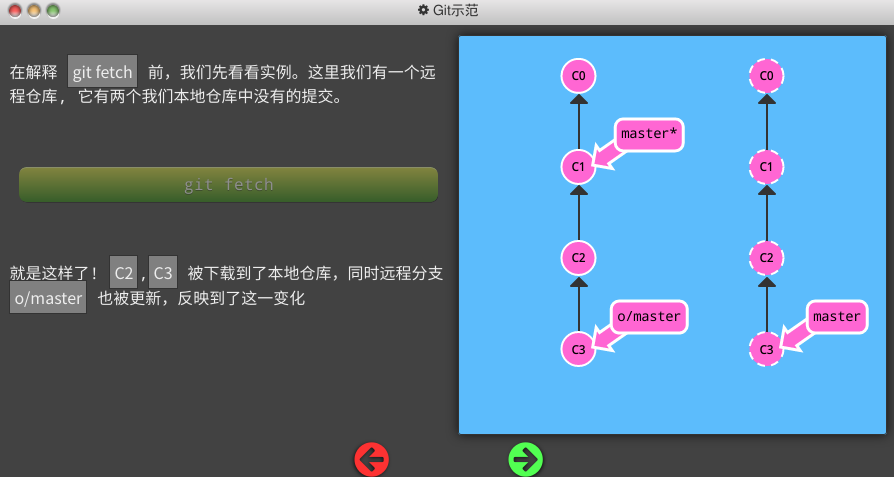 Git示范
在解释 git fetch 前，我们先看看实例。这里我们有一个远
程仓库, 它有两个我们本地仓库中没有的提交。
git fetch
就是这样了! C2 , C3 被下载到了本地仓库，同时远程分支
o/master 也被更新，反映到了这一变化
C0
C0
master*
C1
C1
C2
C2
o/master
master
C3
C3